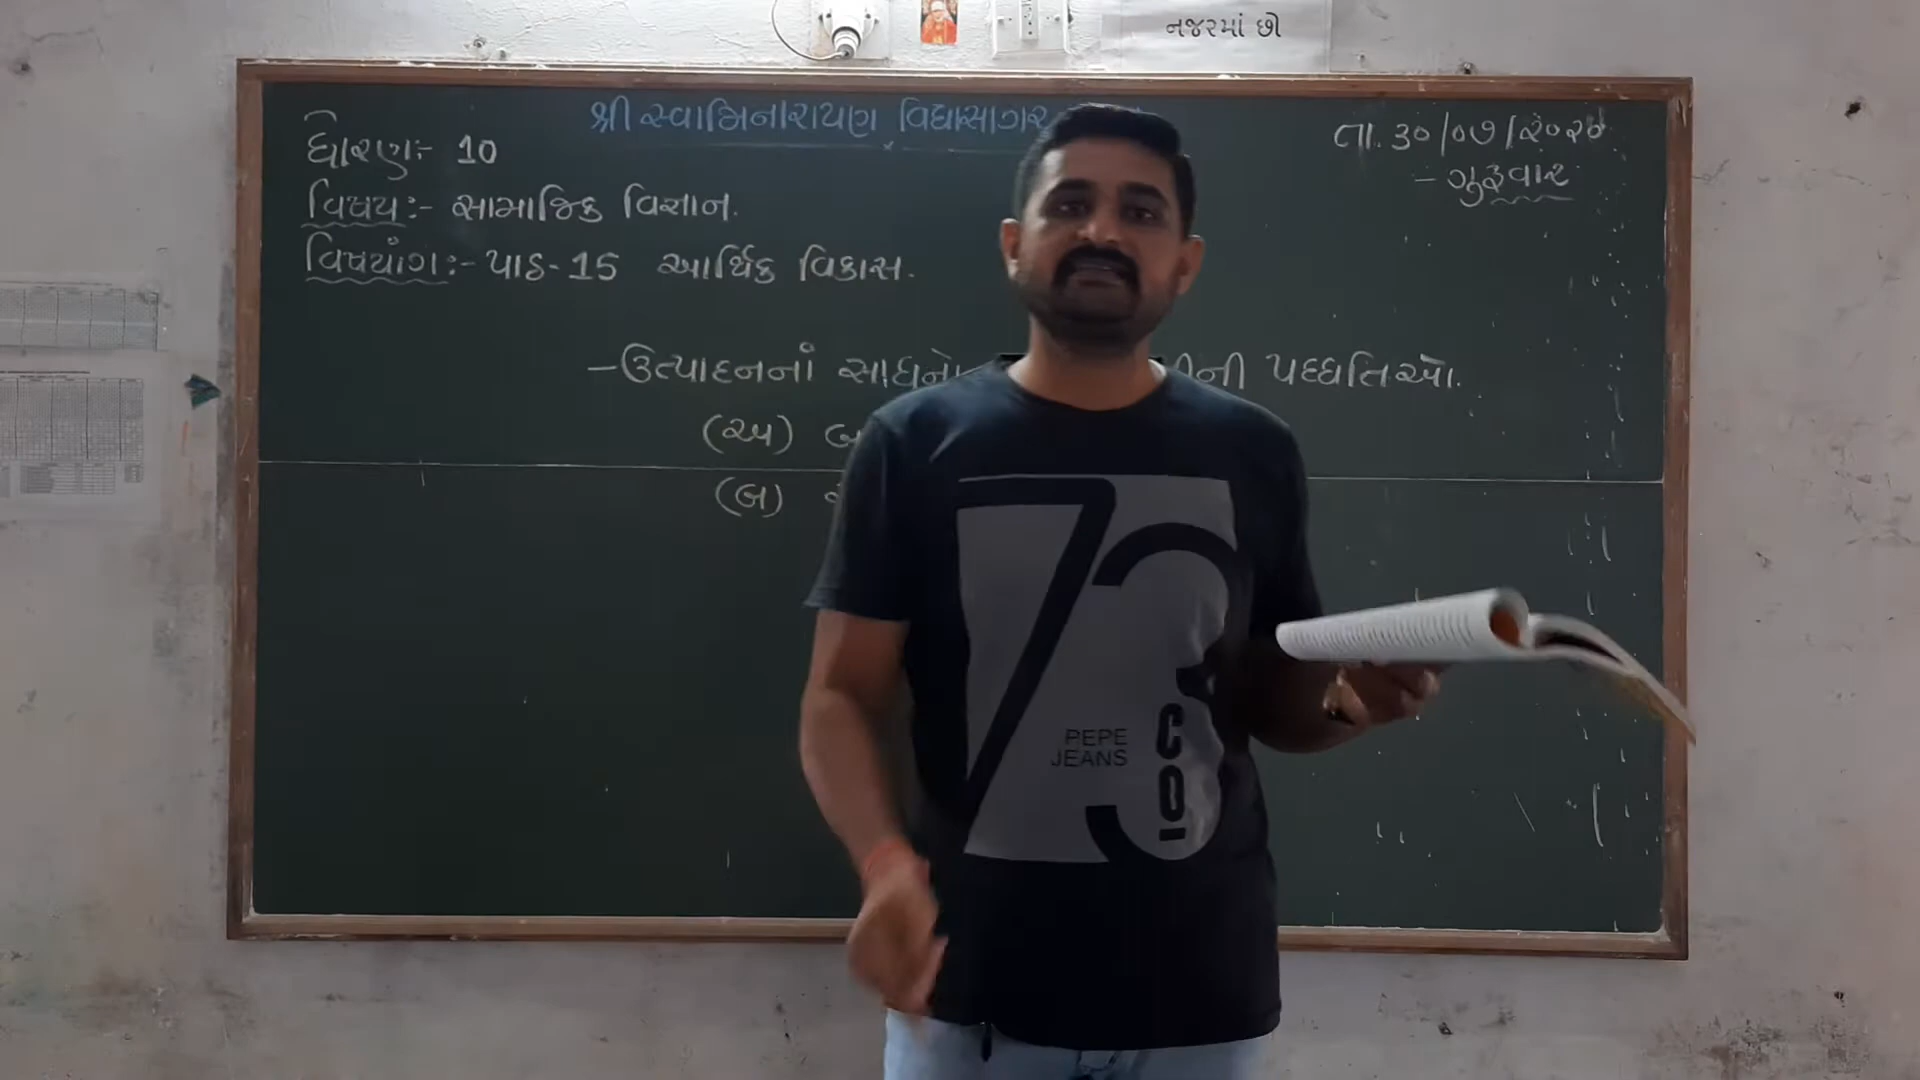 નજરમાં છો
શ્રી સ્વામિનારાયણ વિદ્યાસાગર
તા. ૩૦/૦૭/૨૦૨૦
- ગુરૂવાર
ધોરણ:- 10
વિષય:- સામાજિક વિજ્ઞાન.
વિષયાંગ:- પાઠ-15 આર્થિક વિકાસ.
- ઉત્પાદનનાં સાધનો પદ્ધતિઓ.
(અ)
(બ)
73
PEPE
JEANS
CO